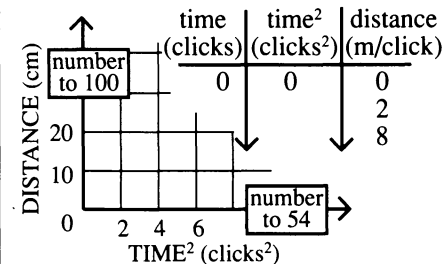 time time² distance
(clicks) (clicks²) (m/click)
0 0 0
2
8
number
to 100
DISTANCE (cm)
20
10
0
2 4 6
number
to 54
TIME² (clicks²)